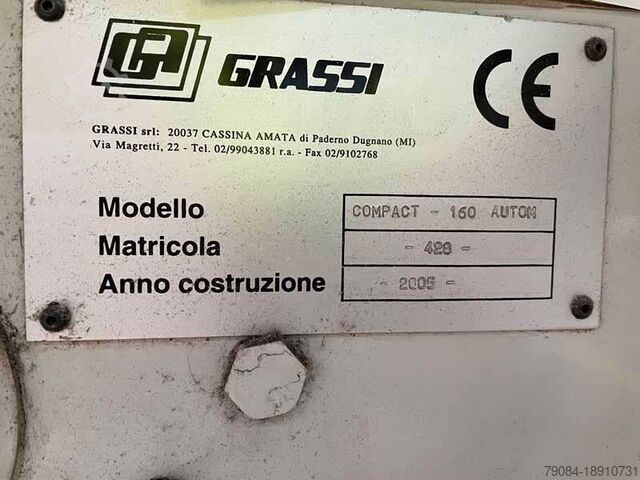 GRASSI
CE
GRASSI srl: 20037 CASSINA AMATA di Paderno Dugnano (MI)
Via Magretti, 22 - Tel. 02/99043881 r.a. - Fax 02/9102768
Modello COMPACT - 160 AUTOM
Matricola - 428 -
Anno costruzione - 2005 -
79084-18910731